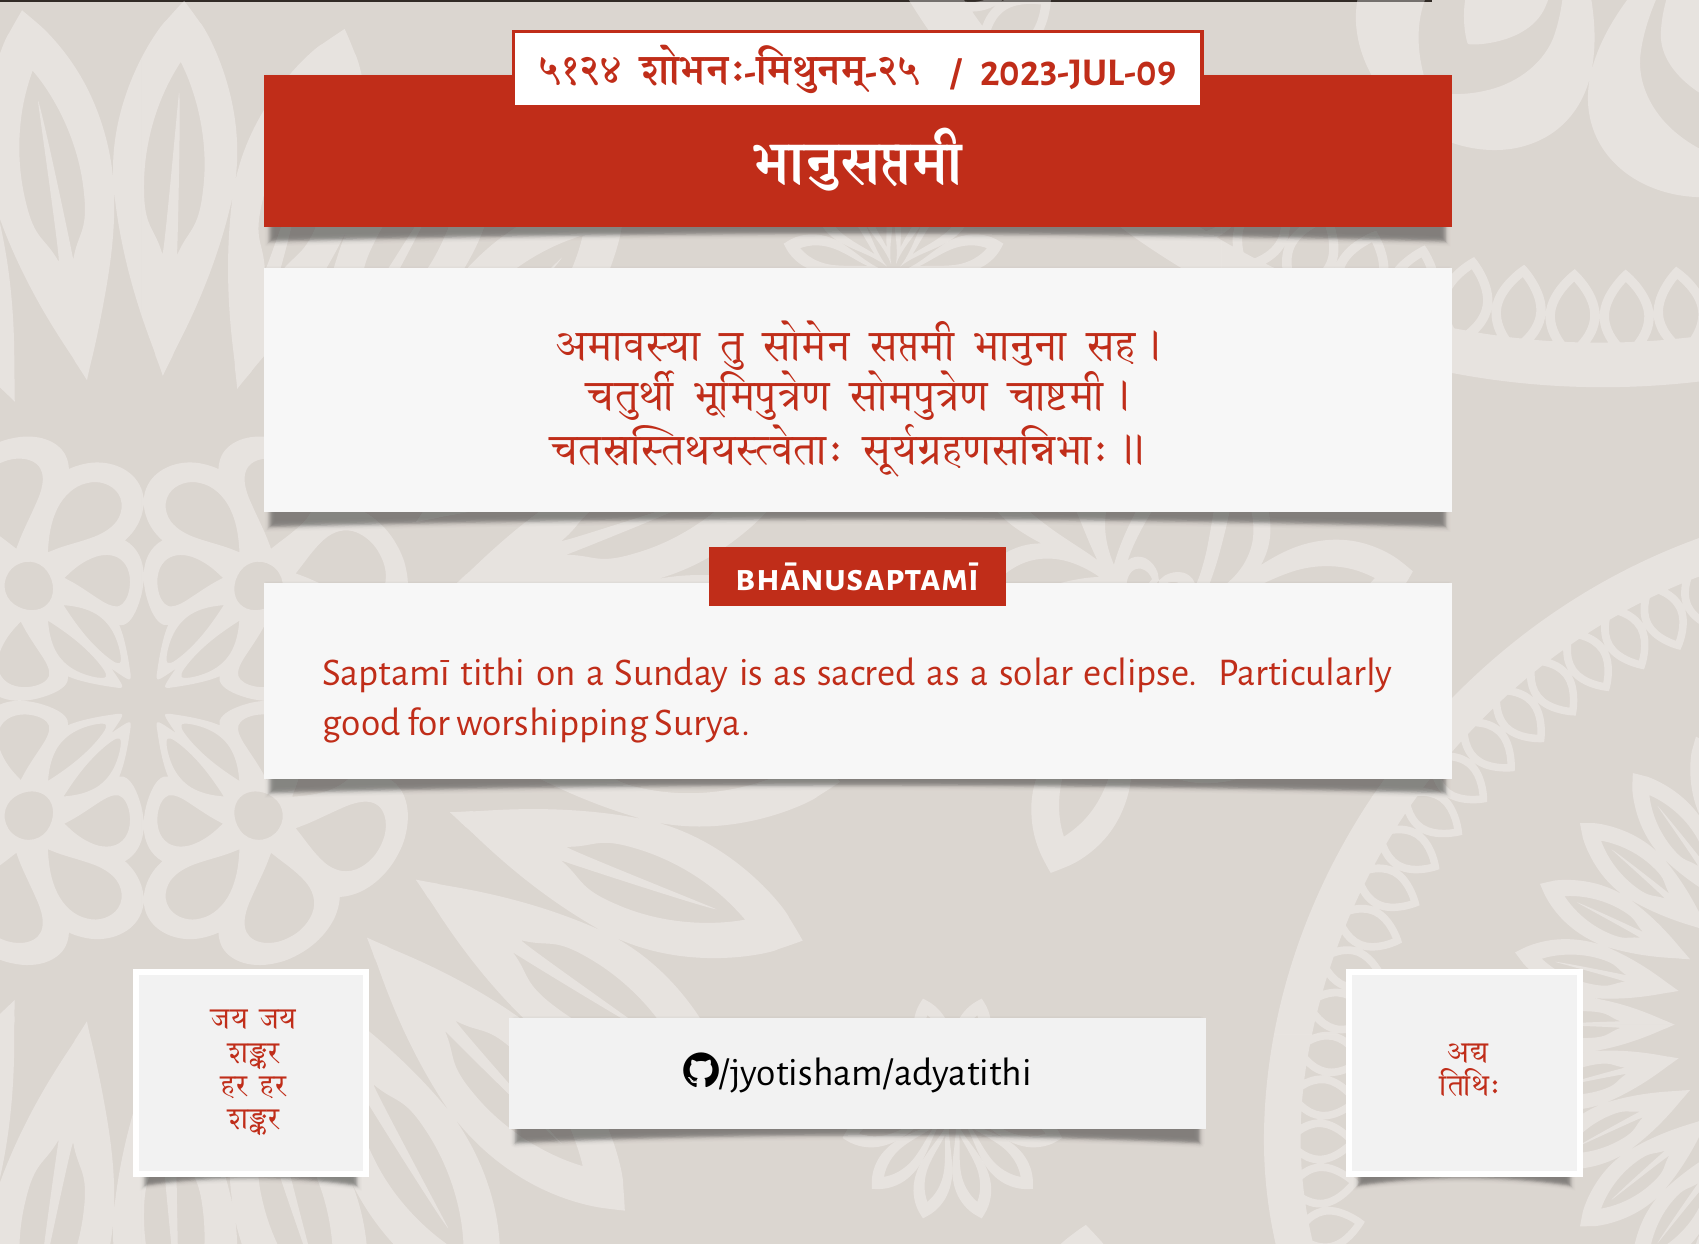 ५१२४ शोभनः-मिथुनम्-२५ / 2023-JUL-09
भानुसप्तमी
अमावस्या तु सोमेन सप्तमी भानुना सह।
चतुर्थी भूमिपुत्रेण सोमपुत्रेण चाष्टमी।
चतस्रस्तिथयस्त्वेताः सूर्यग्रहणसन्निभाः॥
BHĀNUSAPTAMĪ
Saptamī tithi on a Sunday is as sacred as a solar eclipse. Particularly
good for worshipping Surya.
जय जय
शङ्कर
हर हर
शङ्कर
/jyotisham/adyatithi
अद्य
तिथिः